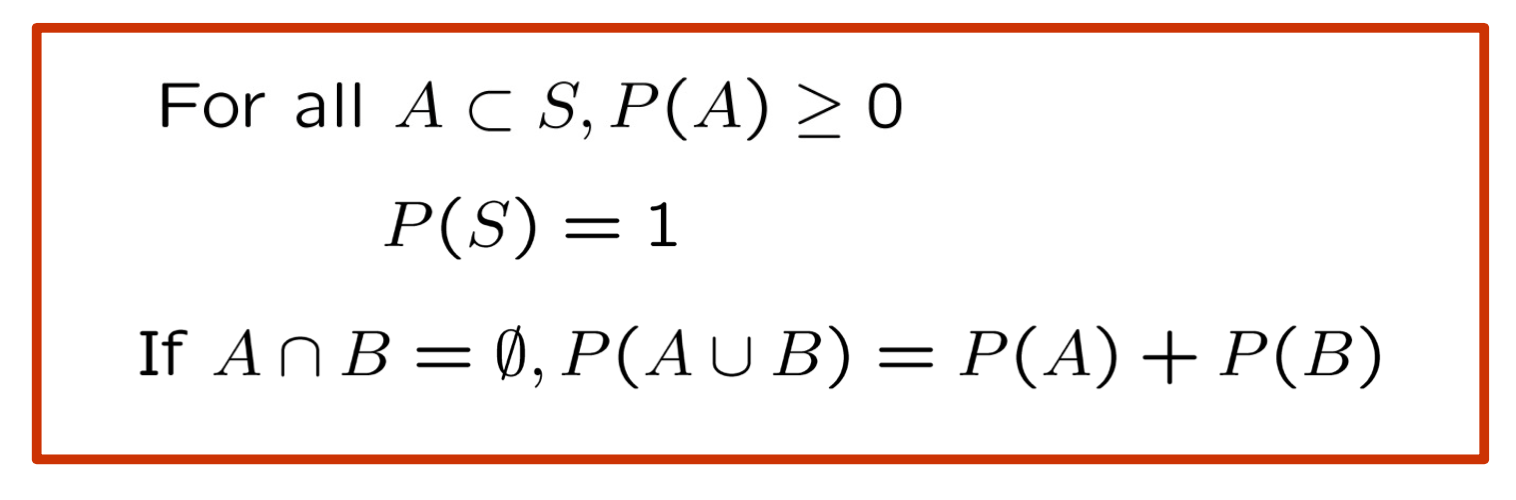 For all A ⊂ S, P(A) ≥ 0
P(S) = 1
If A ∩ B = ∅, P(A ∪ B) = P(A) + P(B)